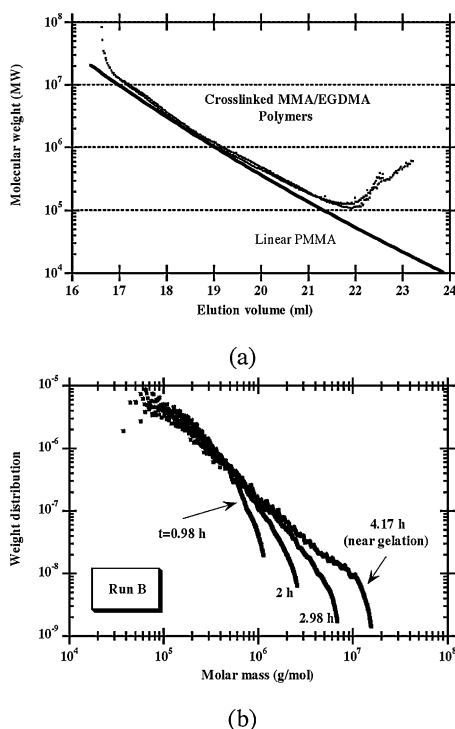 10^8
10^7
10^6
10^5
10^4
Molecular weight (MW)
Crosslinked MMA/EGDMA
Polymers
Linear PMMA
16 17 18 19 20 21 22 23 24
Elution volume (ml)
(a)
10^-5
10^-6
10^-7
10^-8
10^-9
Weight distribution
t=0.98 h
4.17 h
(near gelation)
2 h
2.98 h
Run B
10^4 10^5 10^6 10^7 10^8
Molar mass (g/mol)
(b)